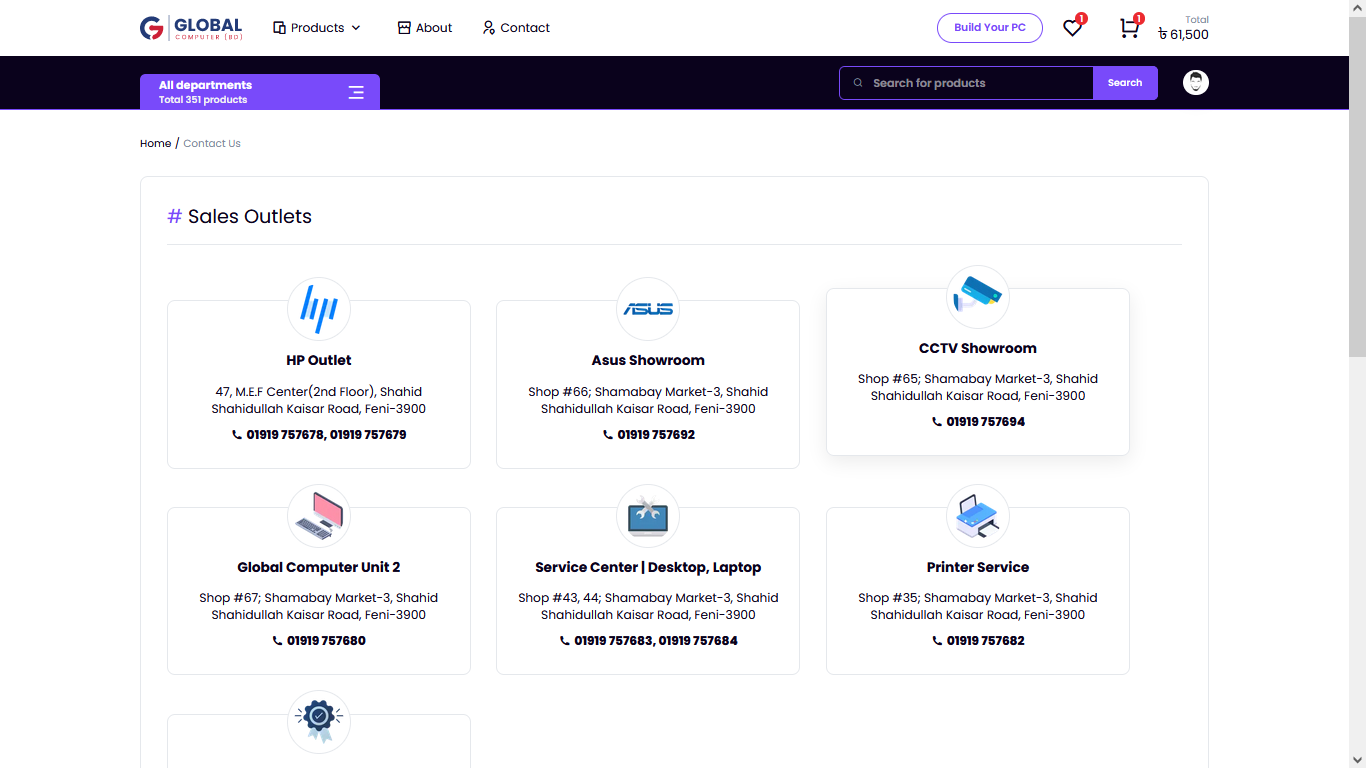 GLOBAL
COMPUTER (BD)
Products
About
Contact
Build Your PC
1
1
Total
৳ 61,500
All departments
Total 351 products
Search for products
Search
Home / Contact Us
# Sales Outlets
hp
HP Outlet
47, M.E.F Center(2nd Floor), Shahid
Shahidullah Kaisar Road, Feni-3900
01919 757678, 01919 757679
ASUS
Asus Showroom
Shop #66; Shamabay Market-3, Shahid
Shahidullah Kaisar Road, Feni-3900
01919 757692
CCTV Showroom
Shop #65; Shamabay Market-3, Shahid
Shahidullah Kaisar Road, Feni-3900
01919 757694
Global Computer Unit 2
Shop #67; Shamabay Market-3, Shahid
Shahidullah Kaisar Road, Feni-3900
01919 757680
Service Center | Desktop, Laptop
Shop #43, 44; Shamabay Market-3, Shahid
Shahidullah Kaisar Road, Feni-3900
01919 757683, 01919 757684
Printer Service
Shop #35; Shamabay Market-3, Shahid
Shahidullah Kaisar Road, Feni-3900
01919 757682